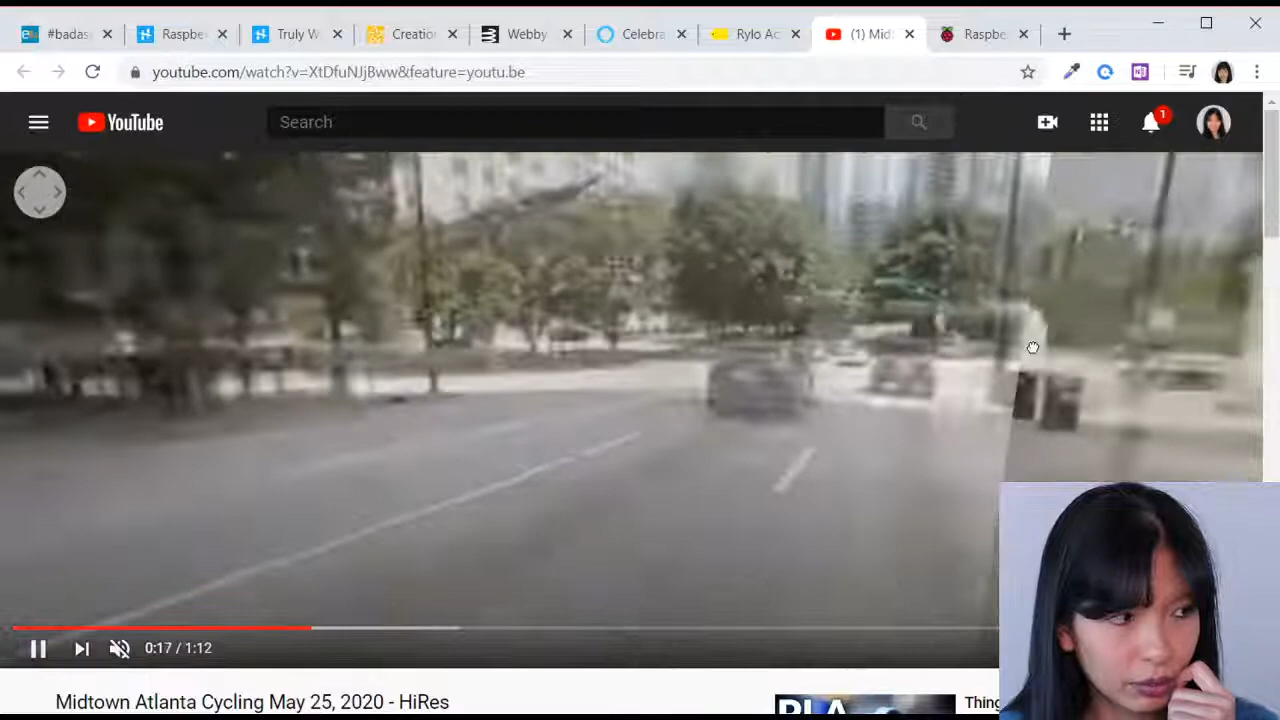 #badas
Raspbe
Truly W
Creation
Webby
Celebra
Rylo Ac
(1) Mid
Raspbe
youtube.com/watch?v=XtDfuNJjBww&feature=youtu.be
YouTube
Search
1
0:17 / 1:12
Midtown Atlanta Cycling May 25, 2020 - HiRes
PLA
Thing